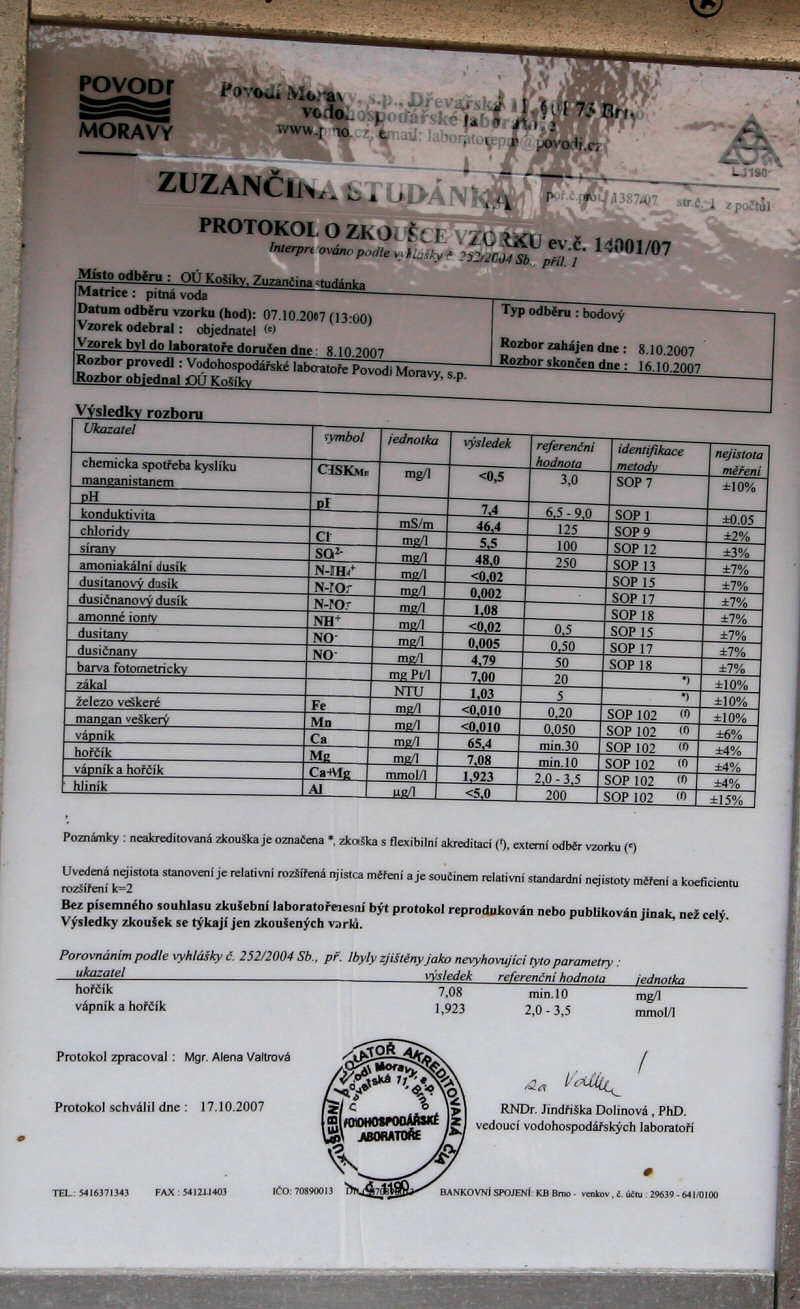 POVODÍ
MORAVY
Povodí Moravy, s.p., Dřevařská 11, 601 75 Brno
vodohospodářské laboratoře
L 1190
ZUZANČINA STUDÁNKA
str.č. 1 z počtu 1
PROTOKOL O ZKOUŠCE VZORKU ev.č. 14001/07
Interpretováno podle vyhlášky č. 252/2004 Sb., příl. 1
Místo odběru : OÚ Košíky, Zuzančina studánka
Matrice : pitná voda
Datum odběru vzorku (hod): 07.10.2007 (13:00) Typ odběru : bodový
Vzorek odebral : objednatel (e)
Vzorek byl do laboratoře doručen dne : 8.10.2007 Rozbor zahájen dne : 8.10.2007
Rozbor provedl : Vodohospodářské laboratoře Povodí Moravy, s.p. Rozbor skončen dne : 16.10.2007
Rozbor objednal :OÚ Košíky
Výsledky rozboru
Ukazatel symbol jednotka výsledek referenční hodnota identifikace metody nejistota měření
chemicka spotřeba kyslíku manganistanem CHSKMn mg/l <0,5 3,0 SOP 7 ±10%
pH pH 7,4 6,5 - 9,0 SOP 1 ±0.05
konduktivita mS/m 46,4 125 SOP 9 ±2%
chloridy Cl- mg/l 5,5 100 SOP 12 ±3%
sírany SO2- mg/l 48,0 250 SOP 13 ±7%
amoniakální dusík N-NH4+ mg/l <0,02 SOP 15 ±7%
dusitanový dusík mg/l 0,002 SOP 17 ±7%
dusičnanový dusík mg/l 1,08 SOP 18 ±7%
amonné ionty NH+ mg/l <0,02 0,5 SOP 15 ±7%
dusitany NO- mg/l 0,005 0,50 SOP 17 ±7%
dusičnany NO- mg/l 4,79 50 SOP 18 ±7%
barva fotometricky mg Pt/l 7,00 20 *) ±10%
zákal NTU 1,03 5 *) ±10%
železo veškeré Fe mg/l <0,010 0,20 SOP 102 (f) ±10%
mangan veškerý Mn mg/l <0,010 0,050 SOP 102 (f) ±6%
vápník Ca mg/l 65,4 min.30 SOP 102 (f) ±4%
hořčík Mg mg/l 7,08 min.10 SOP 102 (f) ±4%
vápník a hořčík Ca+Mg mmol/l 1,923 2,0 - 3,5 SOP 102 (f) ±4%
hliník Al µg/l <5,0 200 SOP 102 (f) ±15%
Poznámky : neakreditovaná zkouška je označena *, zkouška s flexibilní akreditací (f), externí odběr vzorku (e)
Uvedená nejistota stanovení je relativní rozšířená njistca měření a je součinem relativní standardní nejistoty měření a koeficientu
rozšíření k=2
Bez písemného souhlasu zkušební laboratořenesní být protokol reprodukován nebo publikován jinak, než celý.
Výsledky zkoušek se týkají jen zkoušených
Porovnáním podle vyhlášky č. 252/2004 Sb., př. 1byly zjištěny jako nevyhovující tyto parametry :
ukazatel výsledek referenční hodnota jednotka
hořčík 7,08 min.10 mg/l
vápník a hořčík 1,923 2,0 - 3,5 mmol/l
Protokol zpracoval : Mgr. Alena Valtrová
Protokol schválil dne : 17.10.2007
RNDr. Jindřiška Dolinová , PhD.
vedoucí vodohospodářských laboratoří
Povodí Moravy, s.p.
Dřevařská 11, Brno
VODOHOSPODÁŘSKÉ
LABORATOŘE
č. 1190
TEL.: 5416371343 FAX : 541211403 IČO: 70890013 BANKOVNÍ SPOJENÍ: KB Brno - venkov , č. účtu : 29639 - 641/0100